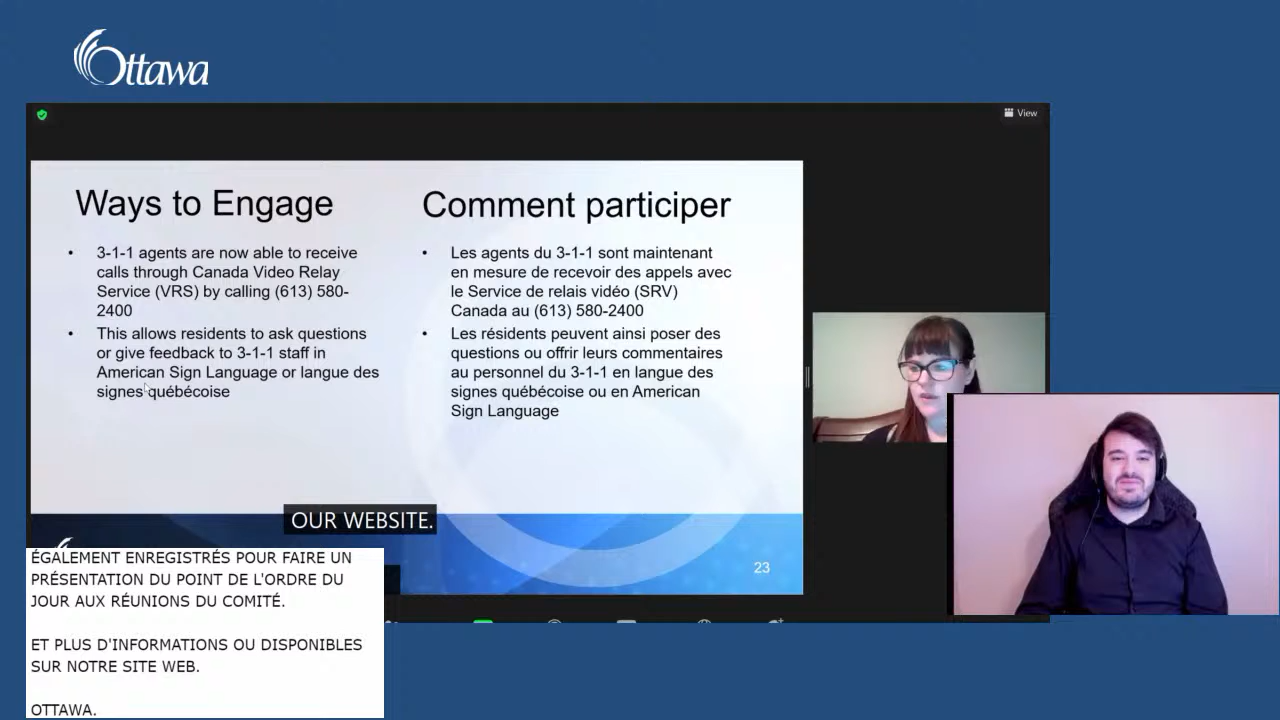 Ottawa
View
Ways to Engage
• 3-1-1 agents are now able to receive
calls through Canada Video Relay
Service (VRS) by calling (613) 580-
2400
• This allows residents to ask questions
or give feedback to 3-1-1 staff in
American Sign Language or langue des
signes québécoise
Comment participer
• Les agents du 3-1-1 sont maintenant
en mesure de recevoir des appels avec
le Service de relais vidéo (SRV)
Canada au (613) 580-2400
• Les résidents peuvent ainsi poser des
questions ou offrir leurs commentaires
au personnel du 3-1-1 en langue des
signes québécoise ou en American
Sign Language
OUR WEBSITE.
23
ÉGALEMENT ENREGISTRÉS POUR FAIRE UN
PRÉSENTATION DU POINT DE L'ORDRE DU
JOUR AUX RÉUNIONS DU COMITÉ.
ET PLUS D'INFORMATIONS OU DISPONIBLES
SUR NOTRE SITE WEB.
OTTAWA.